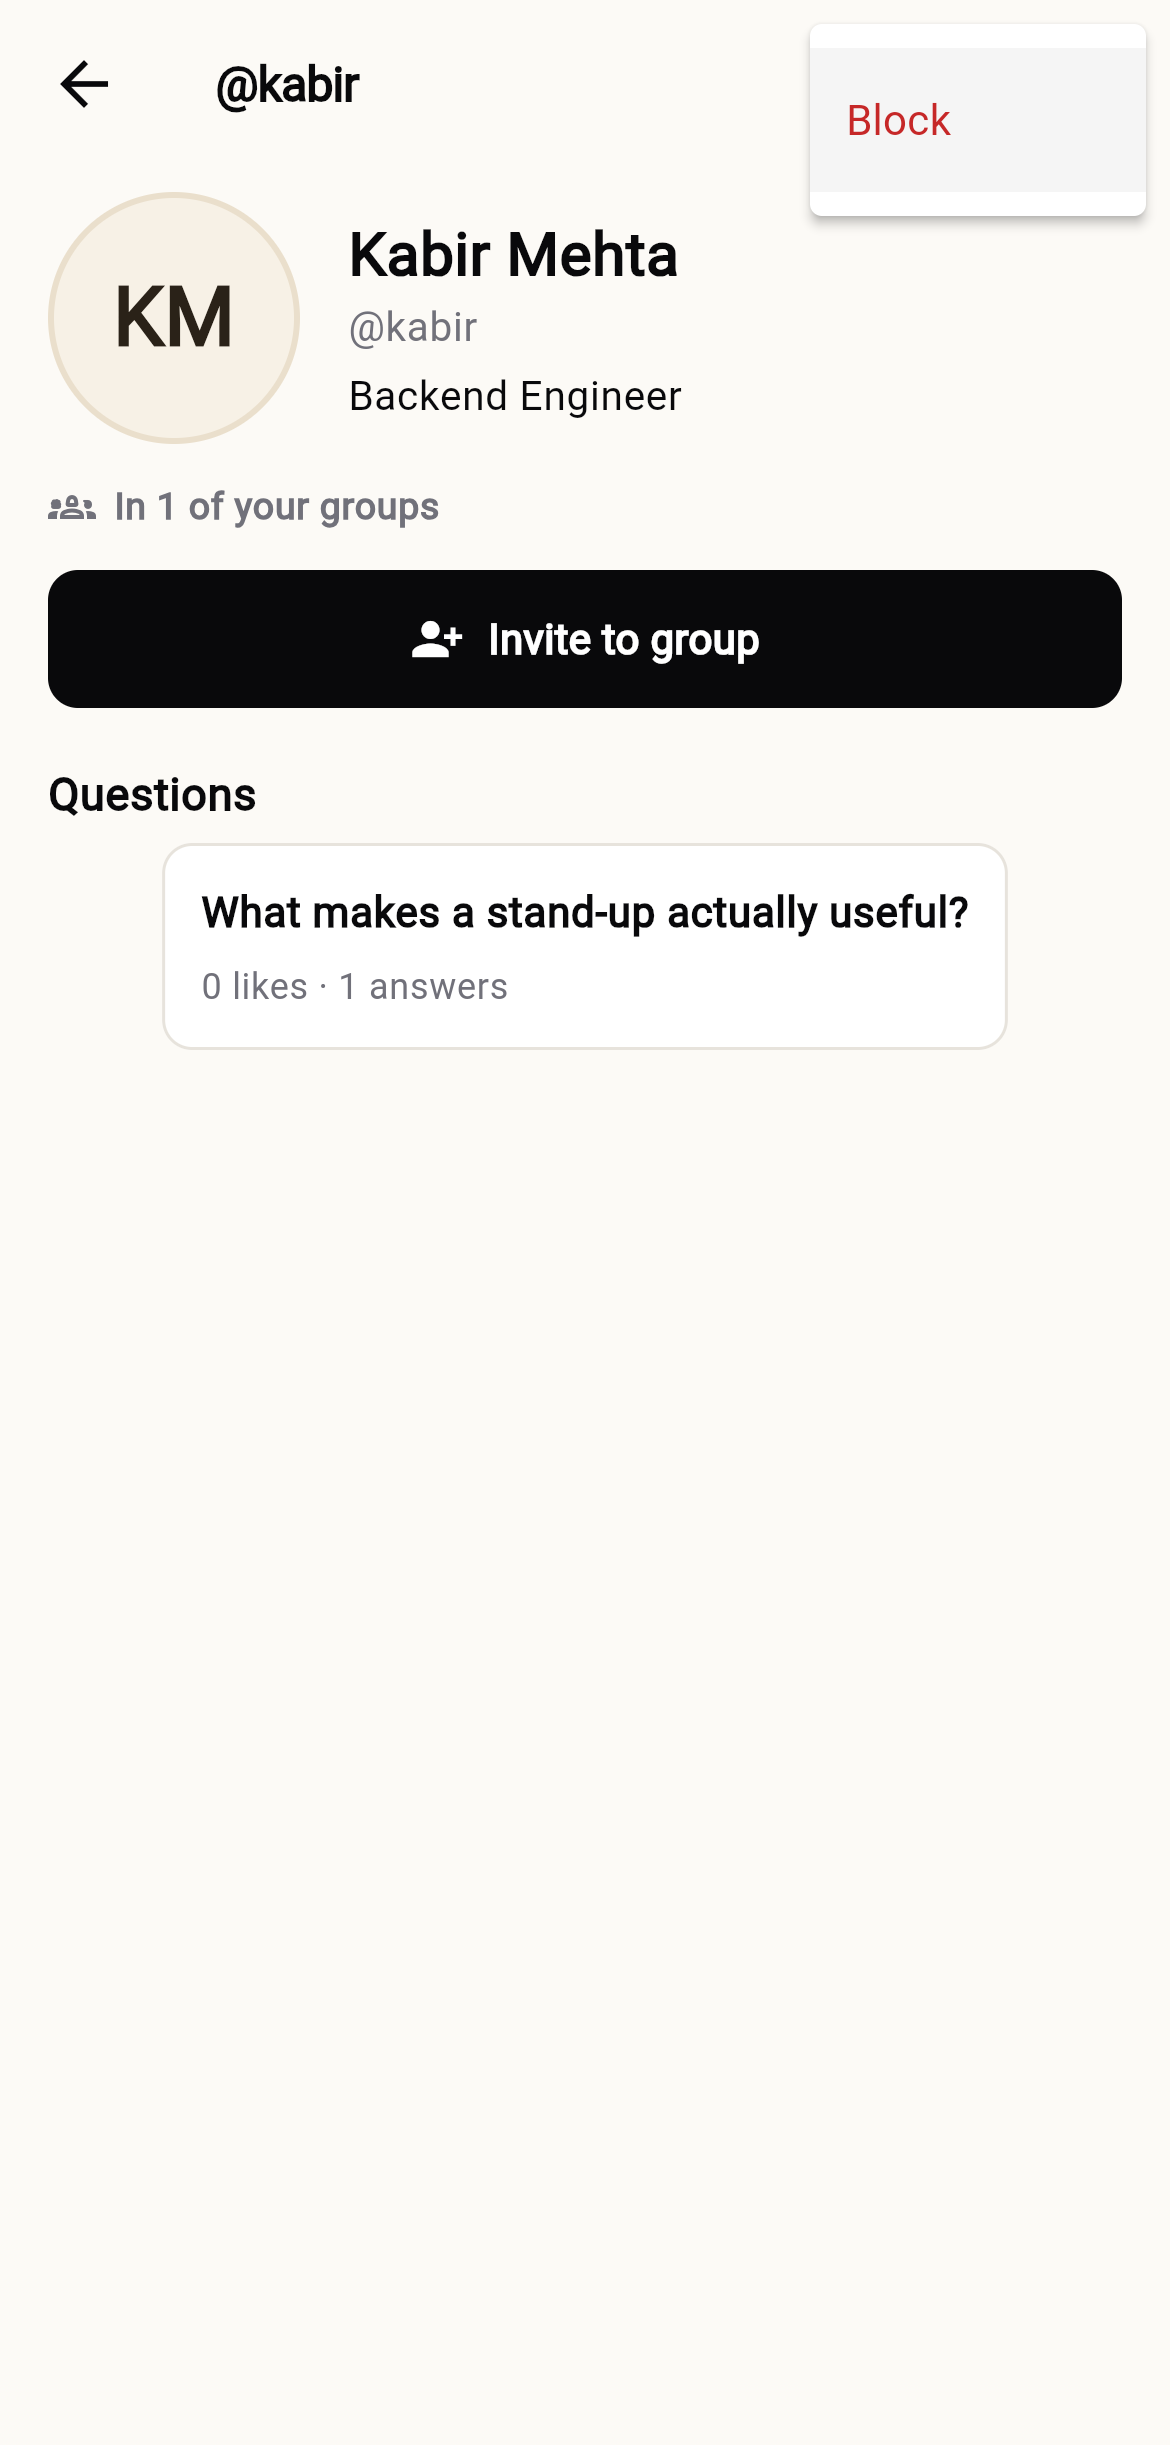 @kabir
Block
KM
Kabir Mehta
@kabir
Backend Engineer
In 1 of your groups
Invite to group
Questions
What makes a stand-up actually useful?
0 likes · 1 answers